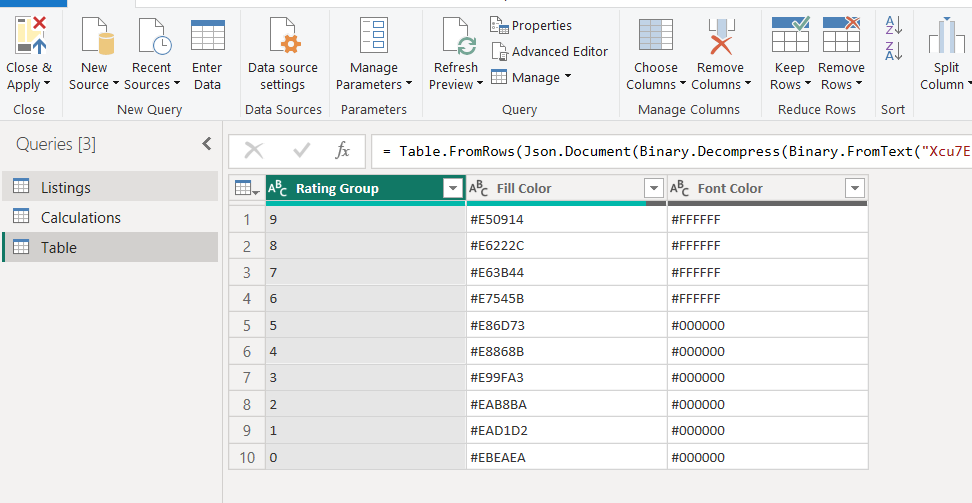 Close & Apply
New Source
Recent Sources
Enter Data
Data source settings
Manage Parameters
Refresh Preview
Properties
Advanced Editor
Manage
Choose Columns
Remove Columns
Keep Rows
Remove Rows
Split Column
Close
New Query
Data Sources
Parameters
Query
Manage Columns
Reduce Rows
Sort
Queries [3]
fx
= Table.FromRows(Json.Document(Binary.Decompress(Binary.FromText("Xcu7E
Listings
Calculations
Table
ABC Rating Group ABC Fill Color ABC Font Color
1 9 #E50914 #FFFFFF
2 8 #E6222C #FFFFFF
3 7 #E63B44 #FFFFFF
4 6 #E7545B #FFFFFF
5 5 #E86D73 #000000
6 4 #E8868B #000000
7 3 #E99FA3 #000000
8 2 #EAB8BA #000000
9 1 #EAD1D2 #000000
10 0 #EBEAEA #000000